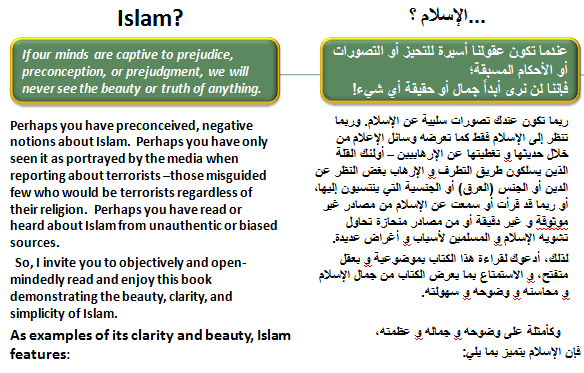 Islam?
If our minds are captive to prejudice,
preconception, or prejudgment, we will
never see the beauty or truth of anything.
Perhaps you have preconceived, negative
notions about Islam. Perhaps you have only
seen it as portrayed by the media when
reporting about terrorists –those misguided
few who would be terrorists regardless of
their religion. Perhaps you have read or
heard about Islam from unauthentic or biased
sources.
So, I invite you to objectively and open-
mindedly read and enjoy this book
demonstrating the beauty, clarity, and
simplicity of Islam.
As examples of its clarity and beauty, Islam
features:
الإسلام ؟...
عندما تكون عقولنا أسيرة للتحيز أو التصورات
أو الأحكام المسبقة؛
فإننا لن نرى أبداً جمال أو حقيقة أي شيء!
ربما تكون عندك تصورات سلبية عن الإسلام. وربما
تنظر إلى الإسلام فقط كما تعرضه وسائل الإعلام من
خلال حديثها و تغطيتها عن الإرهابيين – أولئك القلة
الذين يسلكون طريق التطرف و الإرهاب بغض النظر عن
الدين أو الجنس (العرق) أو الجنسية التي ينتسبون إليها،
أو ربما قد قرأت أو سمعت عن الإسلام من مصادر غير
موثوقة و غير دقيقة أو من مصادر منحازة تحاول
تشويه الإسلام و المسلمين لأسباب و أغراض عديدة.
لذلك، أدعوك لقراءة هذا الكتاب بموضوعية و بعقل
متفتح، و الاستمتاع بما يعرض الكتاب من جمال الإسلام
و محاسنه و وضوحه و سهولته.
وكأمثلة على وضوحه و جماله و عظمته،
فإن الإسلام يتميز بما يلي: